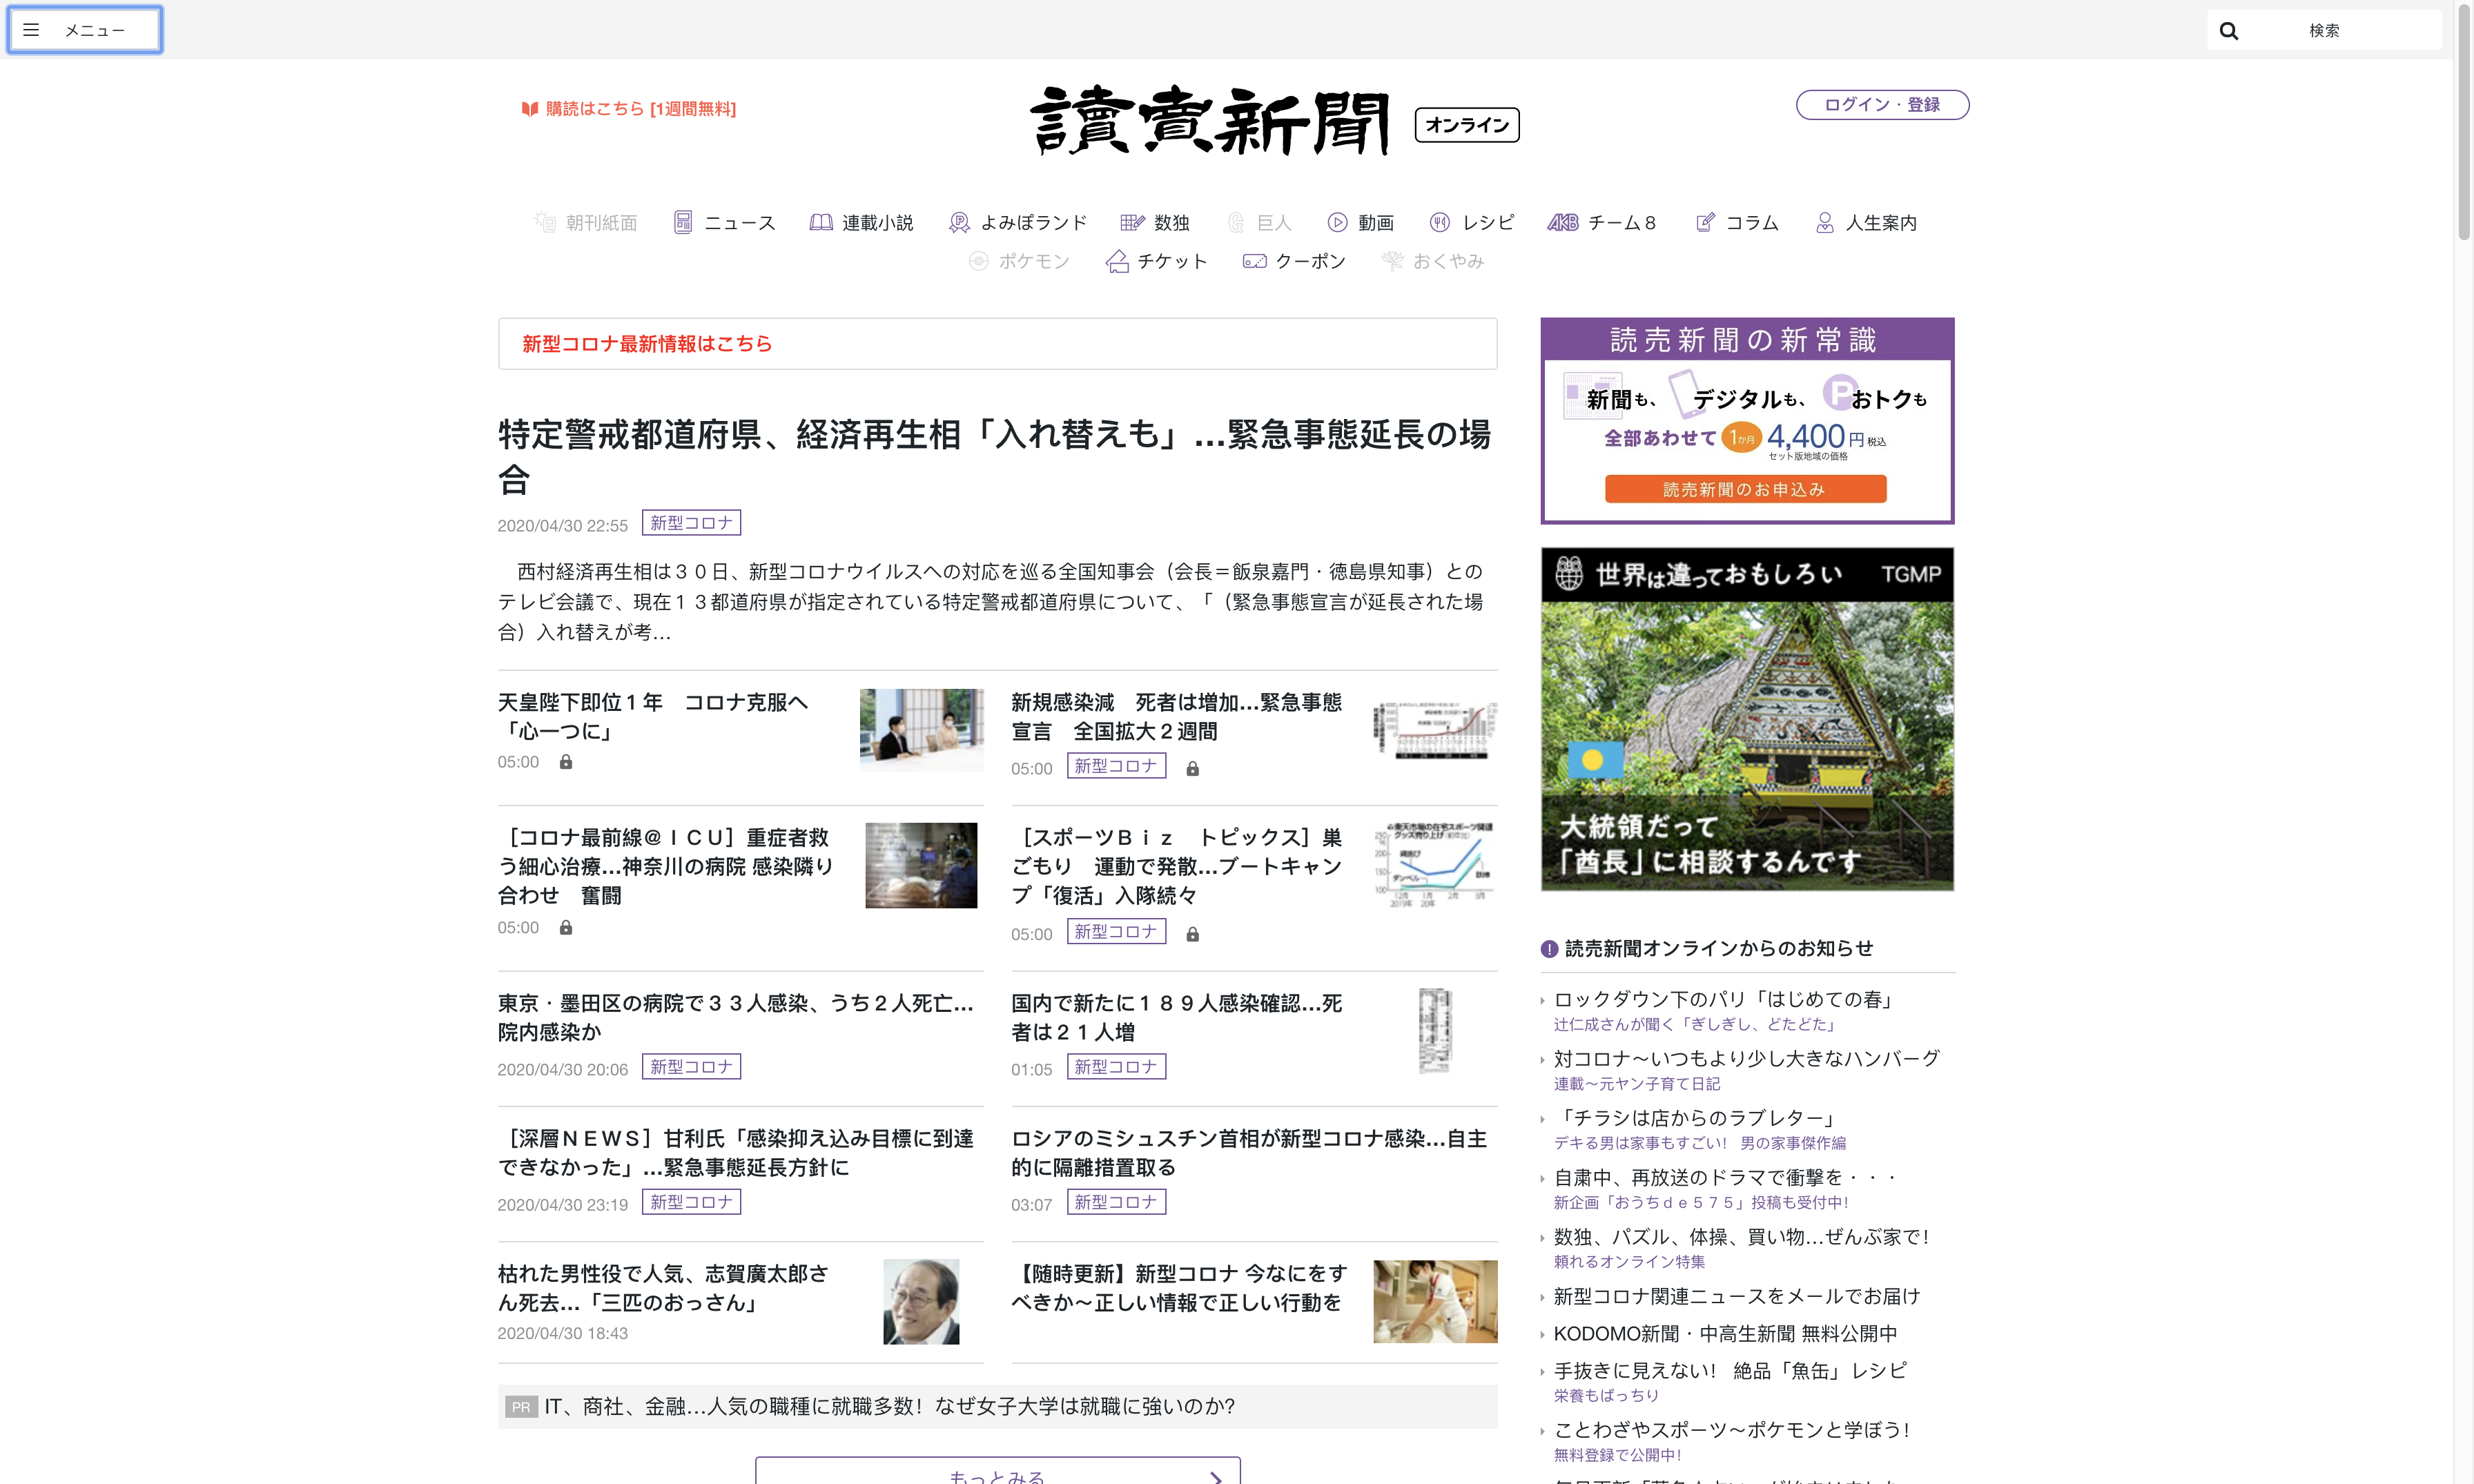 メニュー
検索
購読はこちら [1週間無料]
讀賣新聞 オンライン
ログイン・登録
朝刊紙面 ニュース 連載小説 よみぽランド 数独 巨人 動画 レシピ AKB チーム８ コラム 人生案内
ポケモン チケット クーポン おくやみ
新型コロナ最新情報はこちら
特定警戒都道府県、経済再生相「入れ替えも」…緊急事態延長の場
合
2020/04/30 22:55 新型コロナ
西村経済再生相は３０日、新型コロナウイルスへの対応を巡る全国知事会（会長＝飯泉嘉門・徳島県知事）との
テレビ会議で、現在１３都道府県が指定されている特定警戒都道府県について、「（緊急事態宣言が延長された場
合）入れ替えが考…
天皇陛下即位１年　コロナ克服へ
「心一つに」
05:00
新規感染減　死者は増加…緊急事態
宣言　全国拡大２週間
05:00 新型コロナ
［コロナ最前線＠ＩＣＵ］重症者救
う細心治療…神奈川の病院 感染隣り
合わせ　奮闘
05:00
［スポーツＢｉｚ　トピックス］巣
ごもり　運動で発散…ブートキャン
プ「復活」入隊続々
05:00 新型コロナ
東京・墨田区の病院で３３人感染、うち２人死亡…
院内感染か
2020/04/30 20:06 新型コロナ
国内で新たに１８９人感染確認…死
者は２１人増
01:05 新型コロナ
［深層ＮＥＷＳ］甘利氏「感染抑え込み目標に到達
できなかった」…緊急事態延長方針に
2020/04/30 23:19 新型コロナ
ロシアのミシュスチン首相が新型コロナ感染…自主
的に隔離措置取る
03:07 新型コロナ
枯れた男性役で人気、志賀廣太郎さ
ん死去…「三匹のおっさん」
2020/04/30 18:43
【随時更新】新型コロナ 今なにをす
べきか～正しい情報で正しい行動を
PR IT、商社、金融…人気の職種に就職多数！なぜ女子大学は就職に強いのか?
もっとみる
読売新聞の新常識
新聞も、 デジタルも、 Pおトクも
全部あわせて 1か月 4,400円 税込
セット版地域の価格
読売新聞のお申込み
世界は違っておもしろい TGMP
大統領だって
「酋長」に相談するんです
読売新聞オンラインからのお知らせ
ロックダウン下のパリ「はじめての春」
辻仁成さんが聞く「ぎしぎし、どたどた」
対コロナ～いつもより少し大きなハンバーグ
連載～元ヤン子育て日記
「チラシは店からのラブレター」
デキる男は家事もすごい！ 男の家事傑作編
自粛中、再放送のドラマで衝撃を・・・
新企画「おうちｄｅ５７５」投稿も受付中！
数独、パズル、体操、買い物…ぜんぶ家で！
頼れるオンライン特集
新型コロナ関連ニュースをメールでお届け
KODOMO新聞・中高生新聞 無料公開中
手抜きに見えない！ 絶品「魚缶」レシピ
栄養もばっちり
ことわざやスポーツ～ポケモンと学ぼう！
無料登録で公開中！